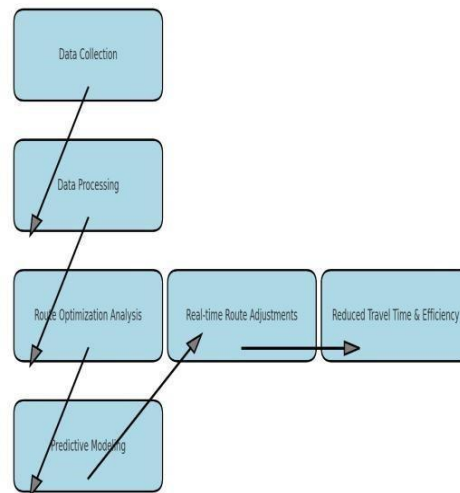 Data Collection
Data Processing
Route Optimization Analysis
Real-time Route Adjustments
Reduced Travel Time & Efficiency
Predictive Modeling